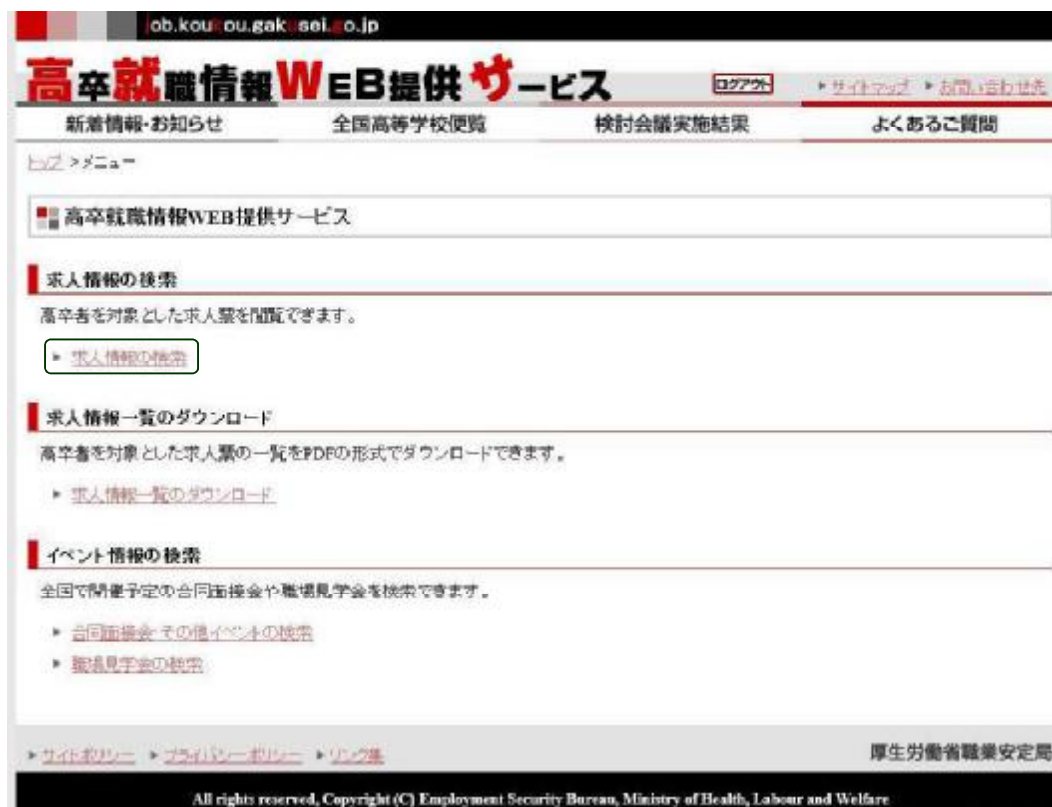 job.koukou.gakusei.go.jp
高卒就職情報WEB提供サービス
ログアウト
サイトマップ
お問い合わせ先
新着情報・お知らせ
全国高等学校便覧
検討会議実施結果
よくあるご質問
トップ >メニュー
高卒就職情報WEB提供サービス
求人情報の検索
高卒者を対象とした求人票を閲覧できます。
求人情報の検索
求人情報一覧のダウンロード
高卒者を対象とした求人票の一覧をPDFの形式でダウンロードできます。
求人情報一覧のダウンロード
イベント情報の検索
全国で開催予定の合同面接会や職場見学会を検索できます。
合同面接会・その他イベントの検索
職場見学会の検索
サイトポリシー
プライバシーポリシー
リンク集
厚生労働省職業安定局
All rights reserved, Copyright (C) Employment Security Bureau, Ministry of Health, Labour and Welfare